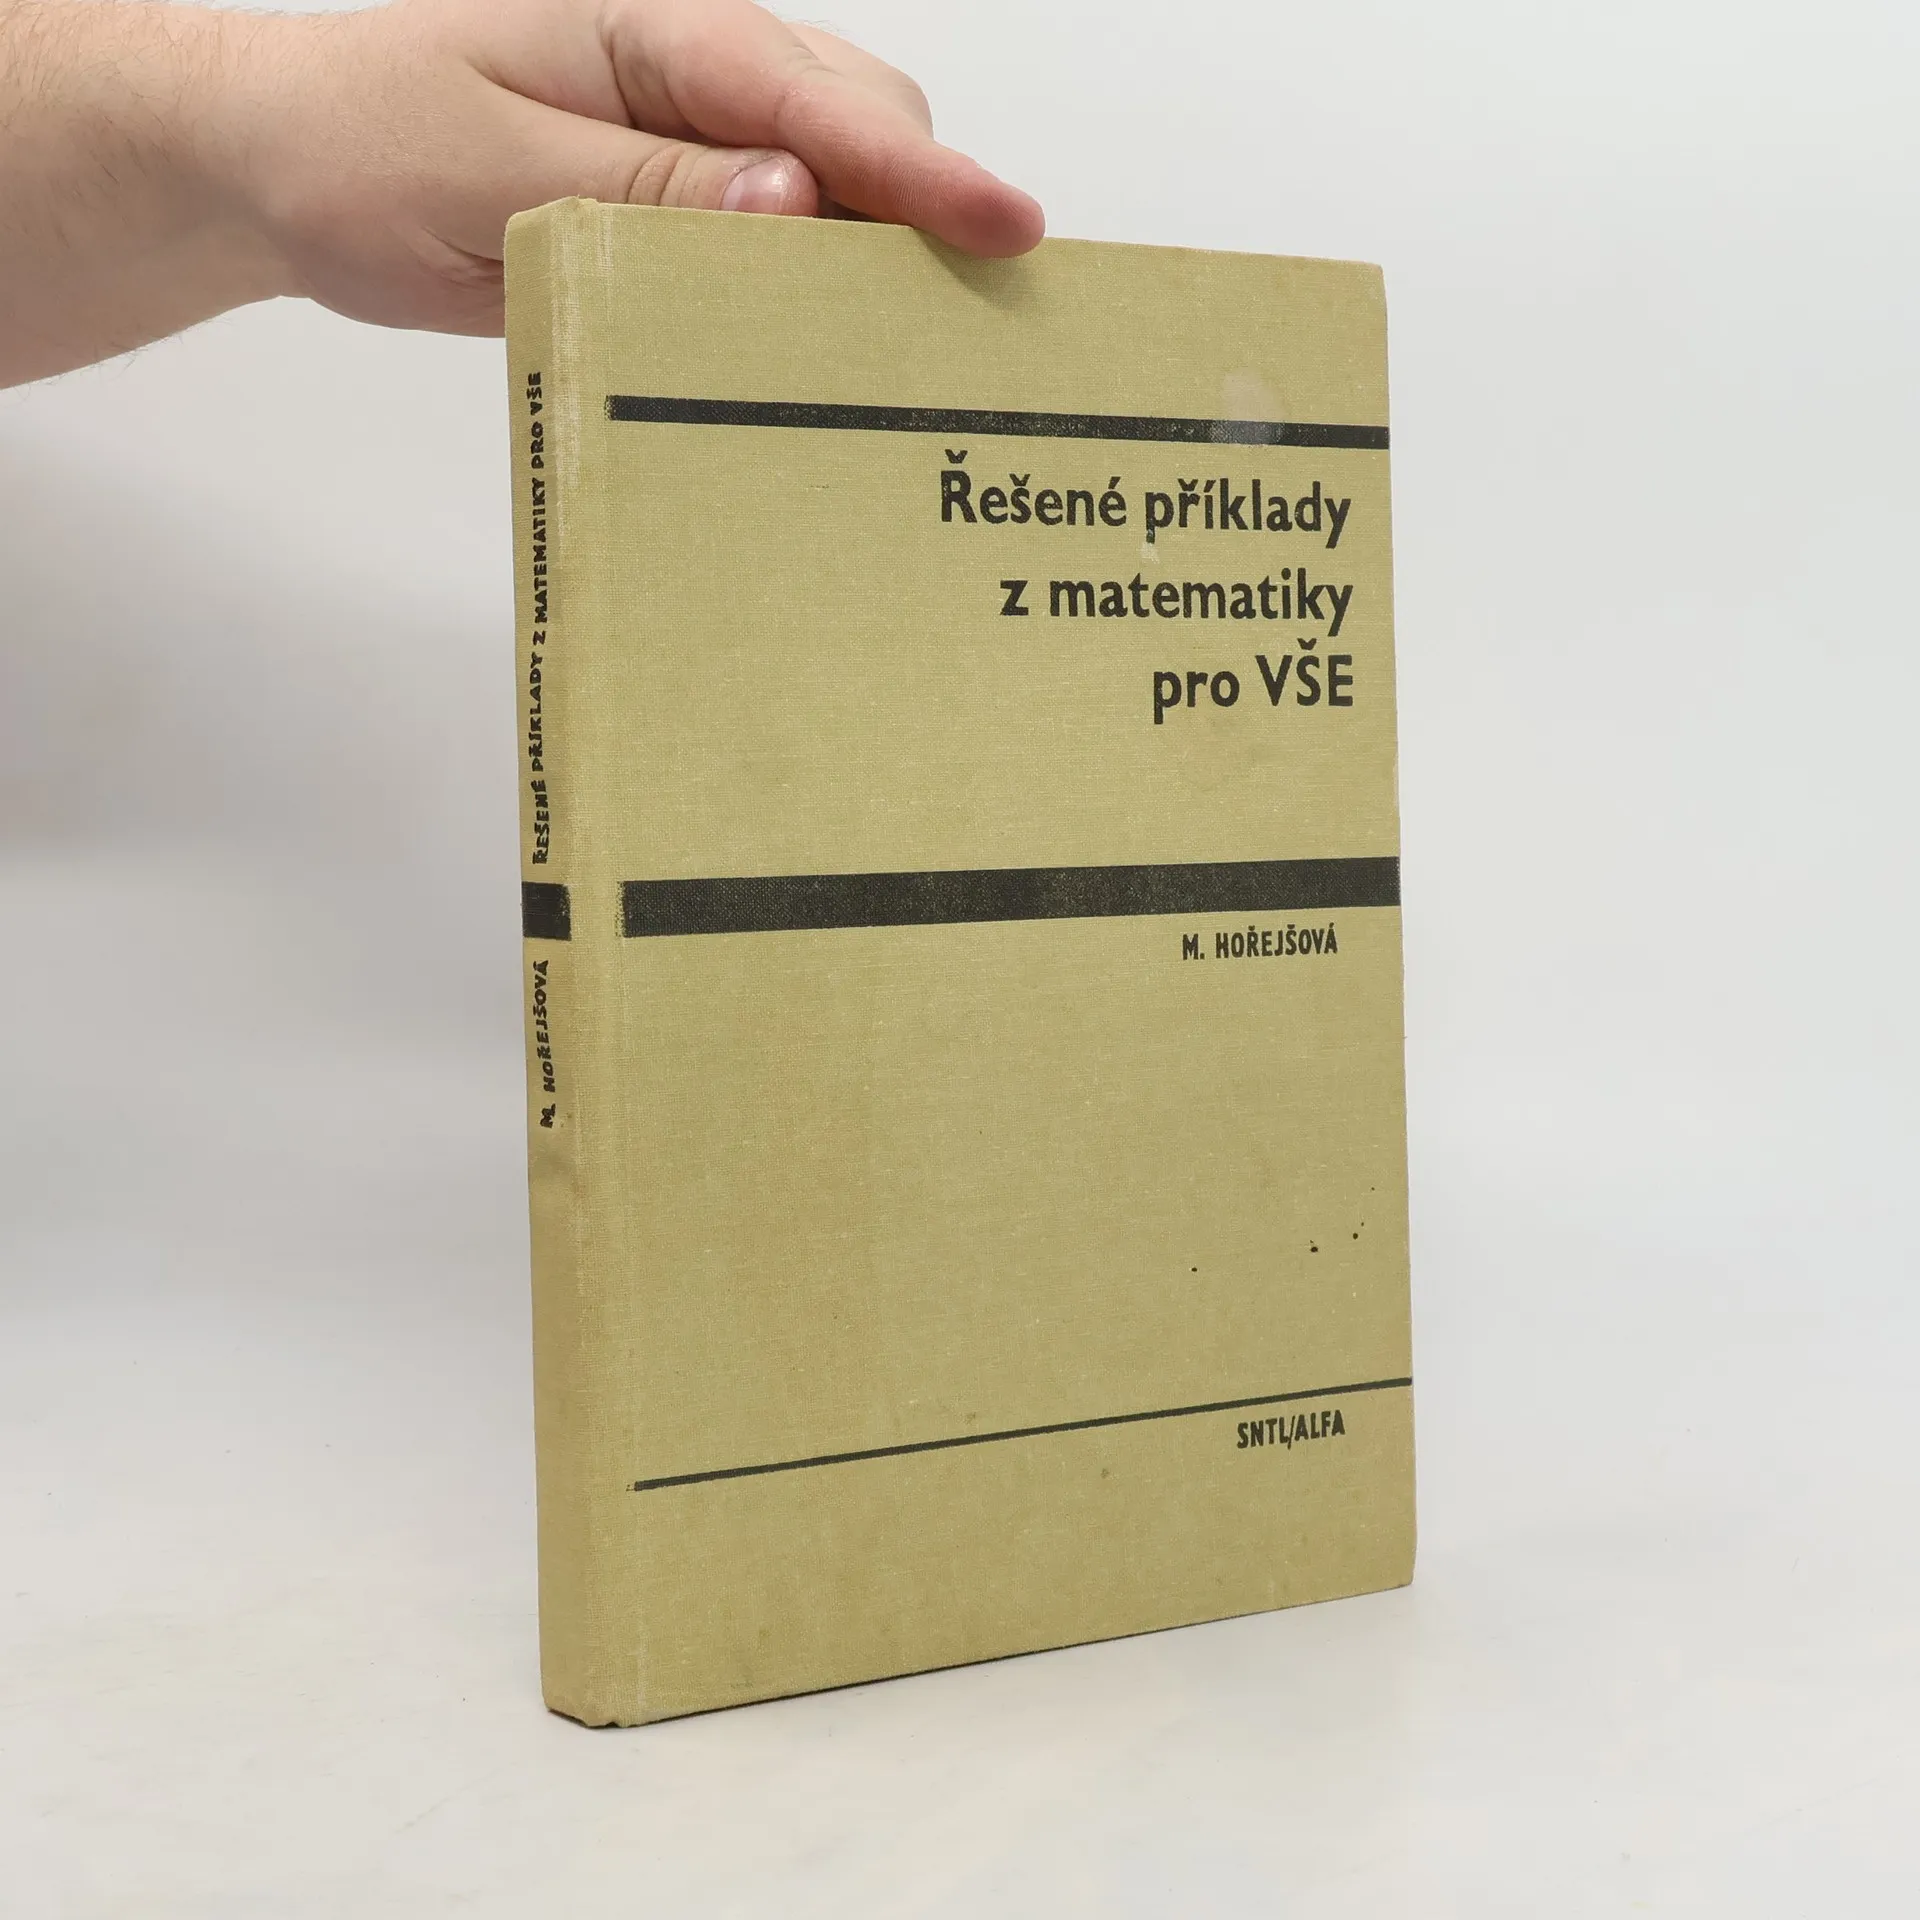 Řešené příklady
z matematiky
pro VŠE
M. HOŘEJŠOVÁ
SNTL/ALFA
M. HOŘEJŠOVÁ
ŘEŠENÉ PŘÍKLADY Z MATEMATIKY PRO VŠE